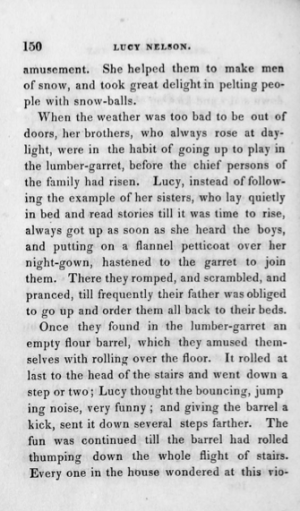 150 LUCY NELSON.
amusement. She helped them to make men
of snow, and took great delight in pelting peo-
ple with snow-balls.
When the weather was too bad to be out of
doors, her brothers, who always rose at day-
light, were in the habit of going up to play in
the lumber-garret, before the chief persons of
the family had risen. Lucy, instead of follow-
ing the example of her sisters, who lay quietly
in bed and read stories till it was time to rise,
always got up as soon as she heard the boys,
and putting on a flannel petticoat over her
night-gown, hastened to the garret to join
them. There they romped, and scrambled, and
pranced, till frequently their father was obliged
to go up and order them all back to their beds.
Once they found in the lumber-garret an
empty flour barrel, which they amused them-
selves with rolling over the floor. It rolled at
last to the head of the stairs and went down a
step or two; Lucy thought the bouncing, jump
ing noise, very funny; and giving the barrel a
kick, sent it down several steps farther. The
fun was continued till the barrel had rolled
thumping down the whole flight of stairs.
Every one in the house wondered at this vio-